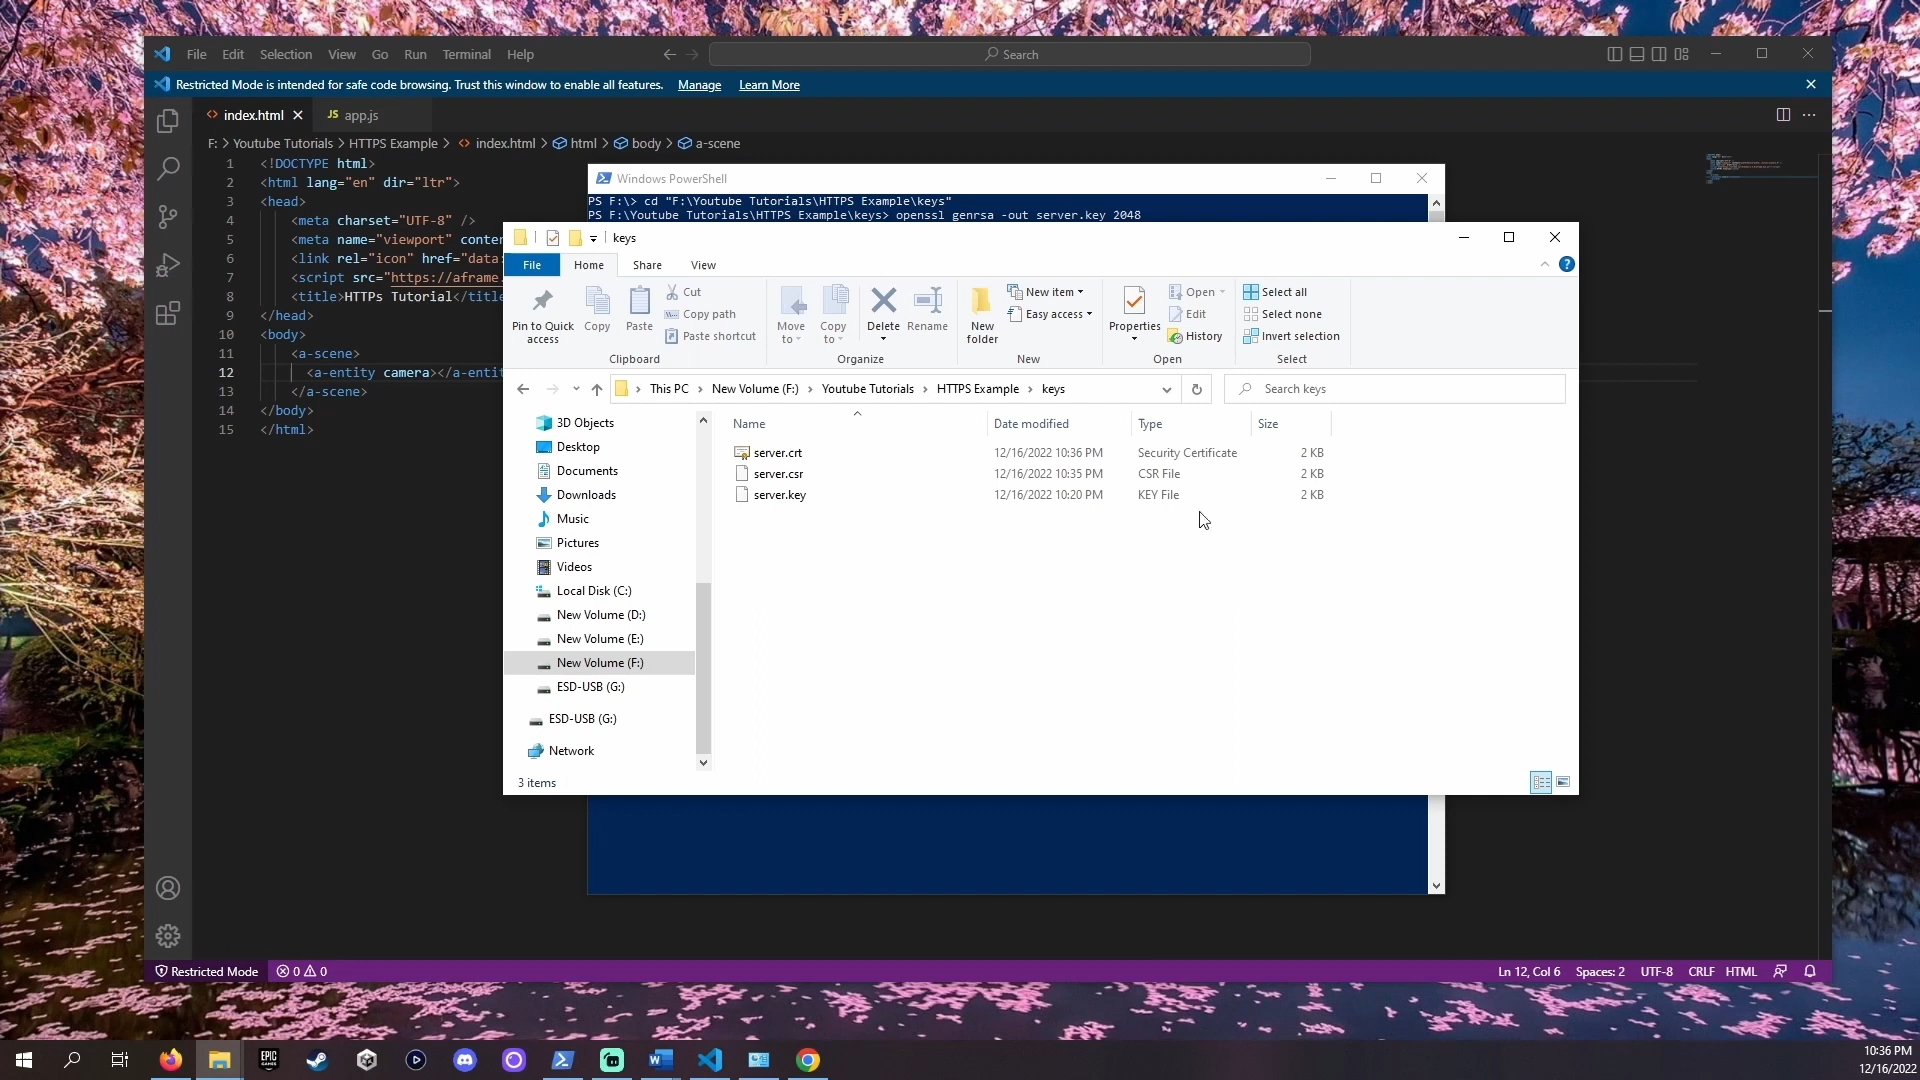 File Edit Selection View Go Run Terminal Help
Search
Restricted Mode is intended for safe code browsing. Trust this window to enable all features. Manage Learn More
index.html
JS app.js
F: > Youtube Tutorials > HTTPS Example > index.html > html > body > a-scene
1 <!DOCTYPE html>
2 <html lang="en" dir="ltr">
3 <head>
4 <meta charset="UTF-8" />
5 <meta name="viewport" conten
6 <link rel="icon" href="data:
7 <script src="https://aframe.
8 <title>HTTPs Tutorial</title
9 </head>
10 <body>
11 <a-scene>
12 <a-entity camera></a-entit
13 </a-scene>
14 </body>
15 </html>
Windows PowerShell
PS F:\> cd "F:\Youtube Tutorials\HTTPS Example\keys"
PS F:\Youtube Tutorials\HTTPS Example\keys> openssl genrsa -out server.key 2048
keys
File Home Share View
Pin to Quick access
Copy
Paste
Cut
Copy path
Paste shortcut
Clipboard
Move to
Copy to
Delete
Rename
Organize
New folder
New item
Easy access
New
Properties
Open
Edit
History
Open
Select all
Select none
Invert selection
Select
This PC > New Volume (F:) > Youtube Tutorials > HTTPS Example > keys
Search keys
3D Objects
Desktop
Documents
Downloads
Music
Pictures
Videos
Local Disk (C:)
New Volume (D:)
New Volume (E:)
New Volume (F:)
ESD-USB (G:)
ESD-USB (G:)
Network
Name Date modified Type Size
server.crt 12/16/2022 10:36 PM Security Certificate 2 KB
server.csr 12/16/2022 10:35 PM CSR File 2 KB
server.key 12/16/2022 10:20 PM KEY File 2 KB
3 items
Restricted Mode 0 0
Ln 12, Col 6 Spaces: 2 UTF-8 CRLF HTML
EPIC GAMES
10:36 PM
12/16/2022